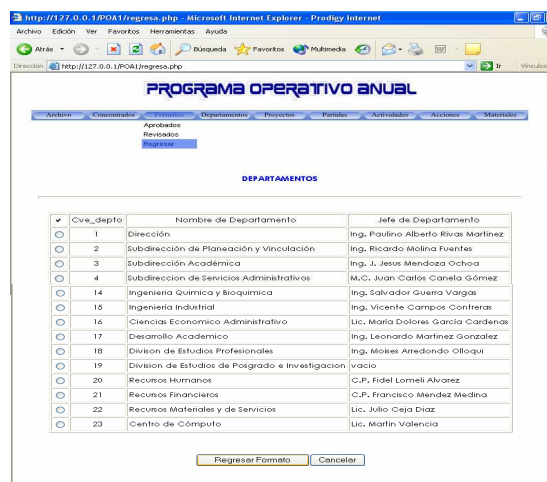 http://127.0.0.1/POA1/regresa.php - Microsoft Internet Explorer - Prodigy Internet
Archivo Edición Ver Favoritos Herramientas Ayuda
Atrás Búsqueda Favoritos Multimedia
Dirección http://127.0.0.1/POA1/regresa.php Ir Vínculos
PROGRAMA OPERATIVO ANUAL
Archivo Concentrados Formatos Departamentos Proyectos Partidas Actividades Acciones Materiales
Aprobados
Revisados
Regresar
DEPARTAMENTOS
Cve_depto Nombre de Departamento Jefe de Departamento
1 Dirección Ing. Paulino Alberto Rivas Martínez
2 Subdirección de Planeación y Vinculación Ing. Ricardo Molina Fuentes
3 Subdirección Académica Ing. J. Jesus Mendoza Ochoa
4 Subdireccion de Servicios Administrativos M.C. Juan Carlos Canela Gómez
14 Ingenieria Quimica y Bioquimica Ing. Salvador Guerra Vargas
15 Ingeniería Industrial Ing. Vicente Campos Contreras
16 Ciencias Economico Administrativo Lic. María Dolores García Cardenas
17 Desarrollo Academico Ing. Leonardo Martinez Gonzalez
18 Divison de Estudios Profesionales Ing. Moises Arredondo Olloqui
19 Division de Estudios de Posgrado e Investigacion vacio
20 Recursos Humanos C.P. Fidel Lomeli Alvarez
21 Recursos Financieros C.P. Francisco Mendez Medina
22 Recursos Materiales y de Servicios Lic. Julio Ceja Diaz
23 Centro de Cómputo Lic. Martín Valencia
Regresar Formato Cancelar